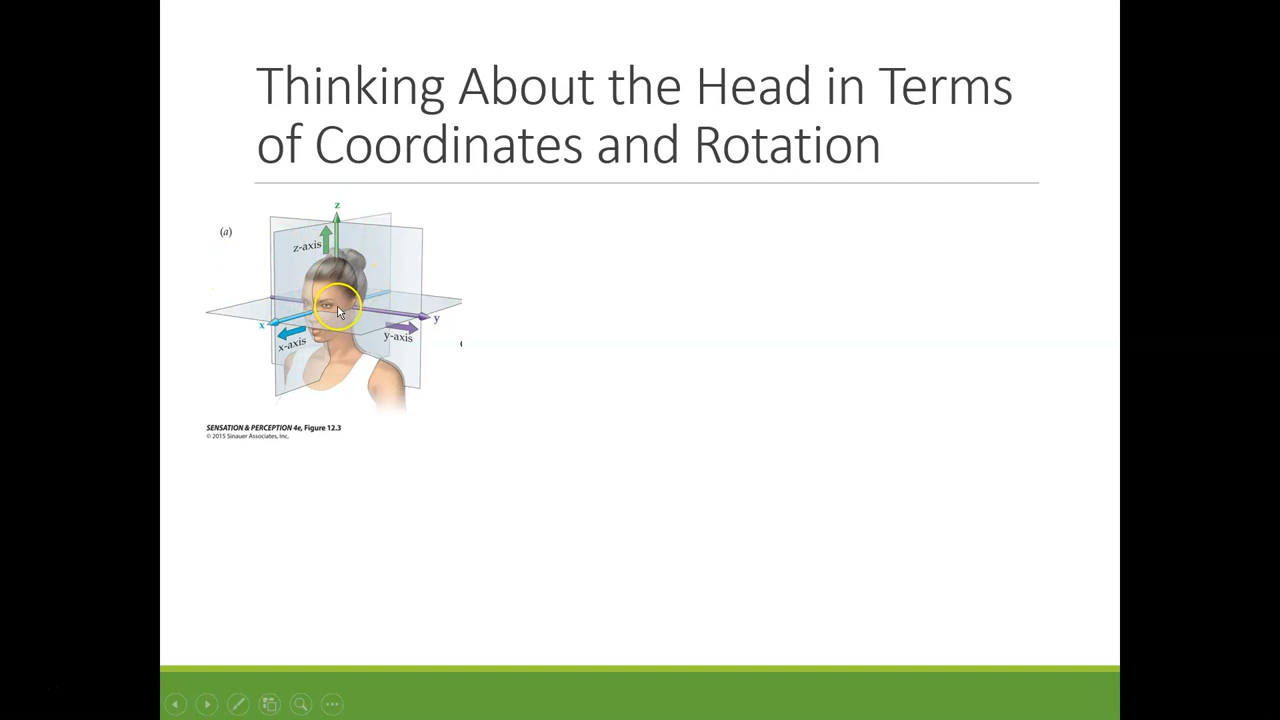 Thinking About the Head in Terms
of Coordinates and Rotation
z
(a)
z-axis
x
y
y-axis
x-axis
SENSATION & PERCEPTION 4e, Figure 12.3
© 2015 Sinauer Associates, Inc.